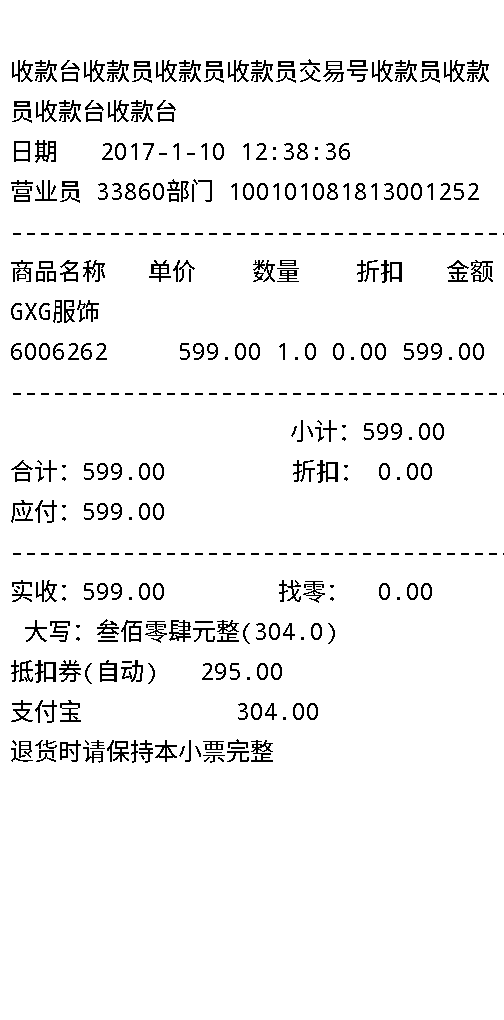 收款台收款员收款员收款员交易号收款员收款
员收款台收款台
日期 2017-1-10 12:38:36
营业员 33860部门 100101081813001252
------------------------------------------
商品名称 单价 数量 折扣 金额
GXG服饰
6006262 599.00 1.0 0.00 599.00
------------------------------------------
小计：599.00
合计：599.00 折扣： 0.00
应付：599.00
------------------------------------------
实收：599.00 找零： 0.00
大写：叁佰零肆元整(304.0)
抵扣券(自动) 295.00
支付宝 304.00
退货时请保持本小票完整